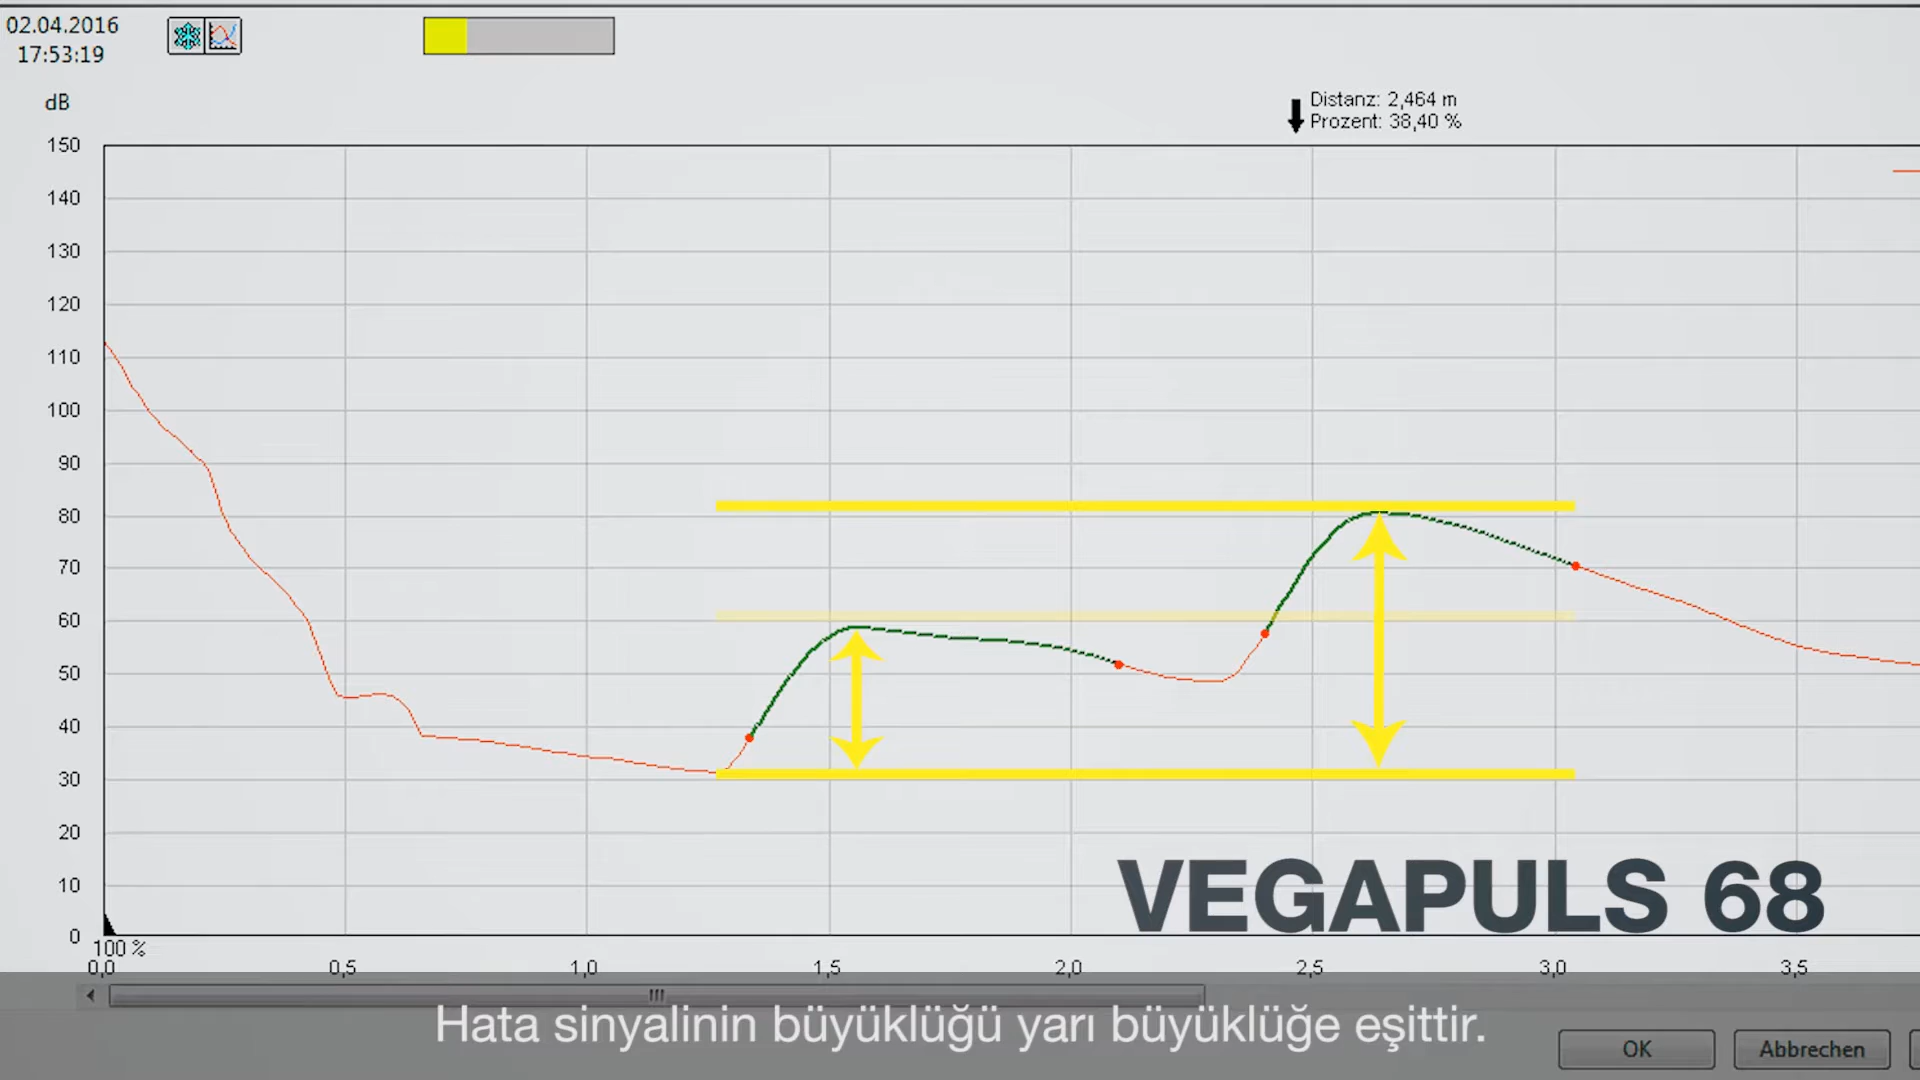 02.04.2016
17:53:19
dB
Distanz: 2,464 m
Prozent: 38,40 %
150
140
130
120
110
100
90
80
70
60
50
40
30
20
10
0
VEGAPULS 68
100 %
0,0 0,5 1,0 1,5 2,0 2,5 3,0 3,5
Hata sinyalinin büyüklüğü yarı büyüklüğe eşittir.
OK Abbrechen